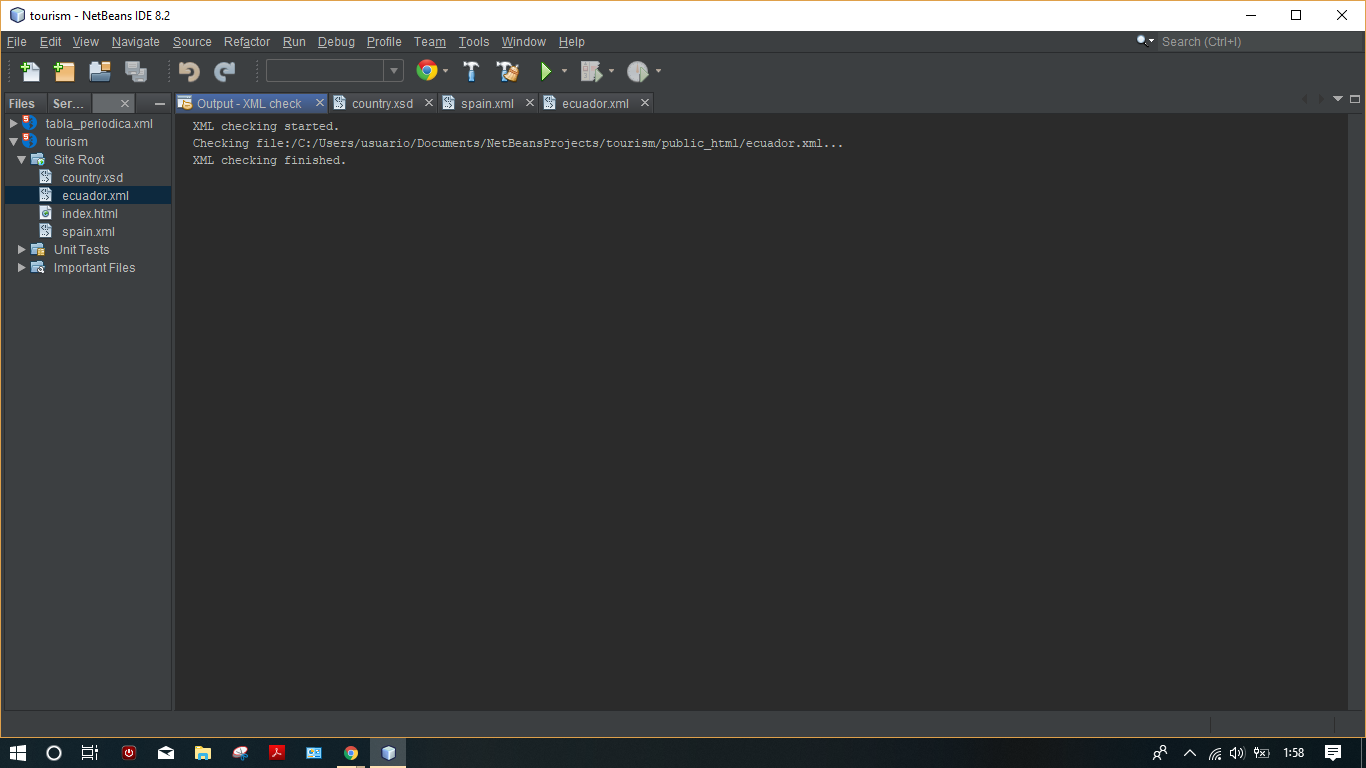 tourism - NetBeans IDE 8.2
File Edit View Navigate Source Refactor Run Debug Profile Team Tools Window Help
Search (Ctrl+I)
Files Ser...
Output - XML check country.xsd spain.xml ecuador.xml
tabla_periodica.xml
tourism
Site Root
country.xsd
ecuador.xml
index.html
spain.xml
Unit Tests
Important Files
XML checking started.
Checking file:/C:/Users/usuario/Documents/NetBeansProjects/tourism/public_html/ecuador.xml...
XML checking finished.
1:58